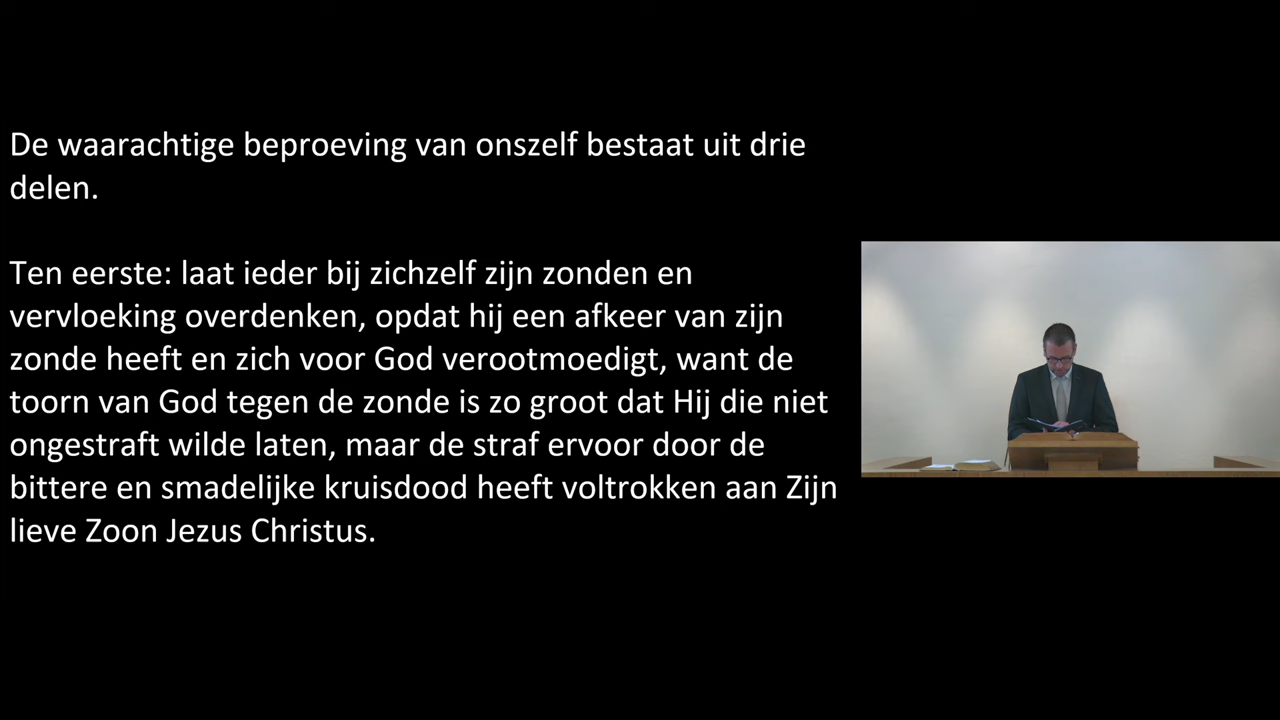 De waarachtige beproeving van onszelf bestaat uit drie
delen.
Ten eerste: laat ieder bij zichzelf zijn zonden en
vervloeking overdenken, opdat hij een afkeer van zijn
zonde heeft en zich voor God verootmoedigt, want de
toorn van God tegen de zonde is zo groot dat Hij die niet
ongestraft wilde laten, maar de straf ervoor door de
bittere en smadelijke kruisdood heeft voltrokken aan Zijn
lieve Zoon Jezus Christus.